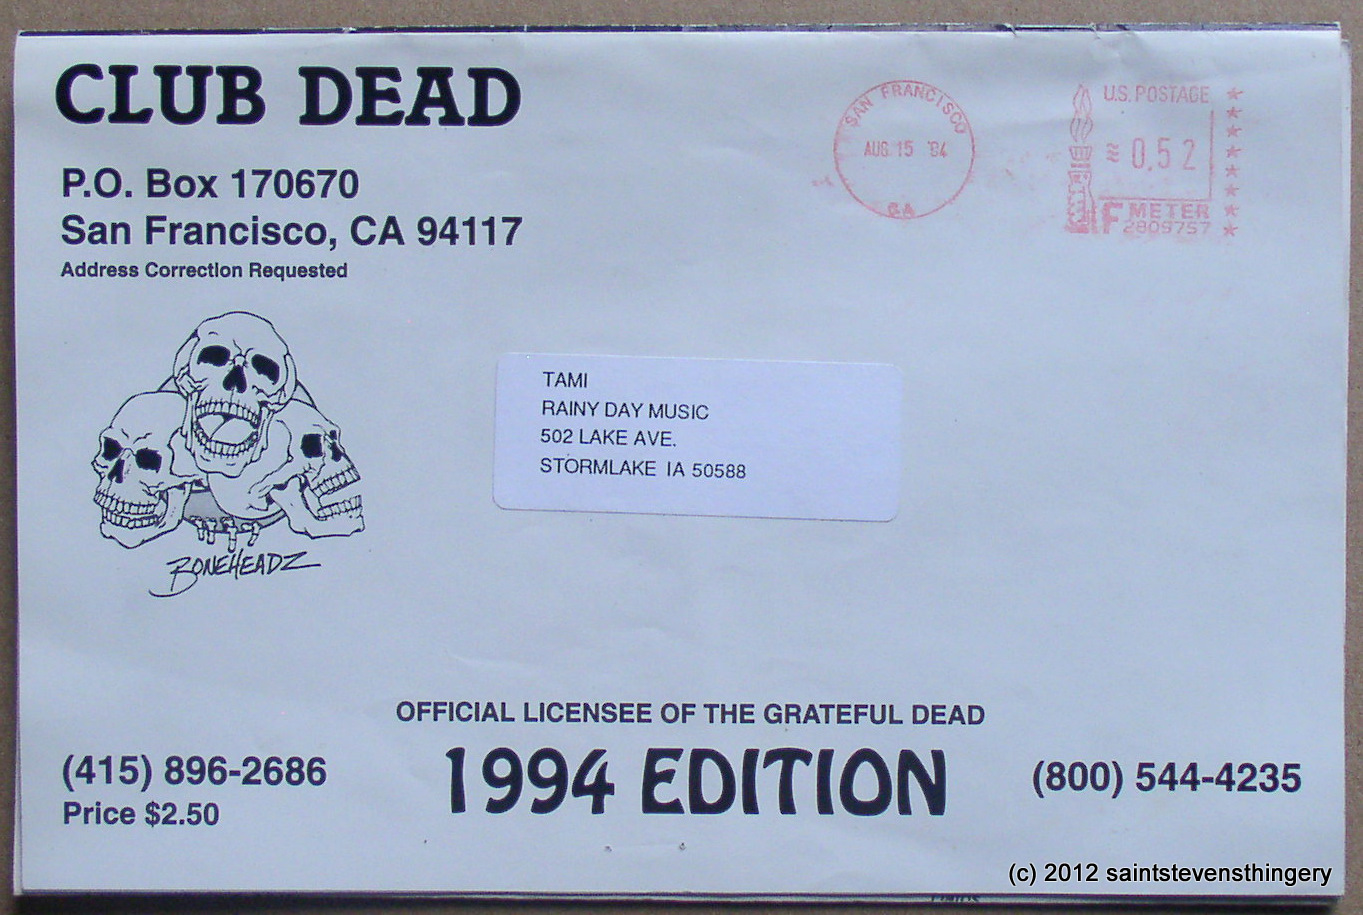 CLUB DEAD
P.O. Box 170670
San Francisco, CA 94117
Address Correction Requested
SAN FRANCISCO
AUG 15 '94
CA
U.S. POSTAGE
0.52
F METER
2809757
TAMI
RAINY DAY MUSIC
502 LAKE AVE.
STORMLAKE IA 50588
BONEHEADZ
OFFICIAL LICENSEE OF THE GRATEFUL DEAD
(415) 896-2686
Price $2.50
1994 EDITION
(800) 544-4235
(c) 2012 saintstevensthingery